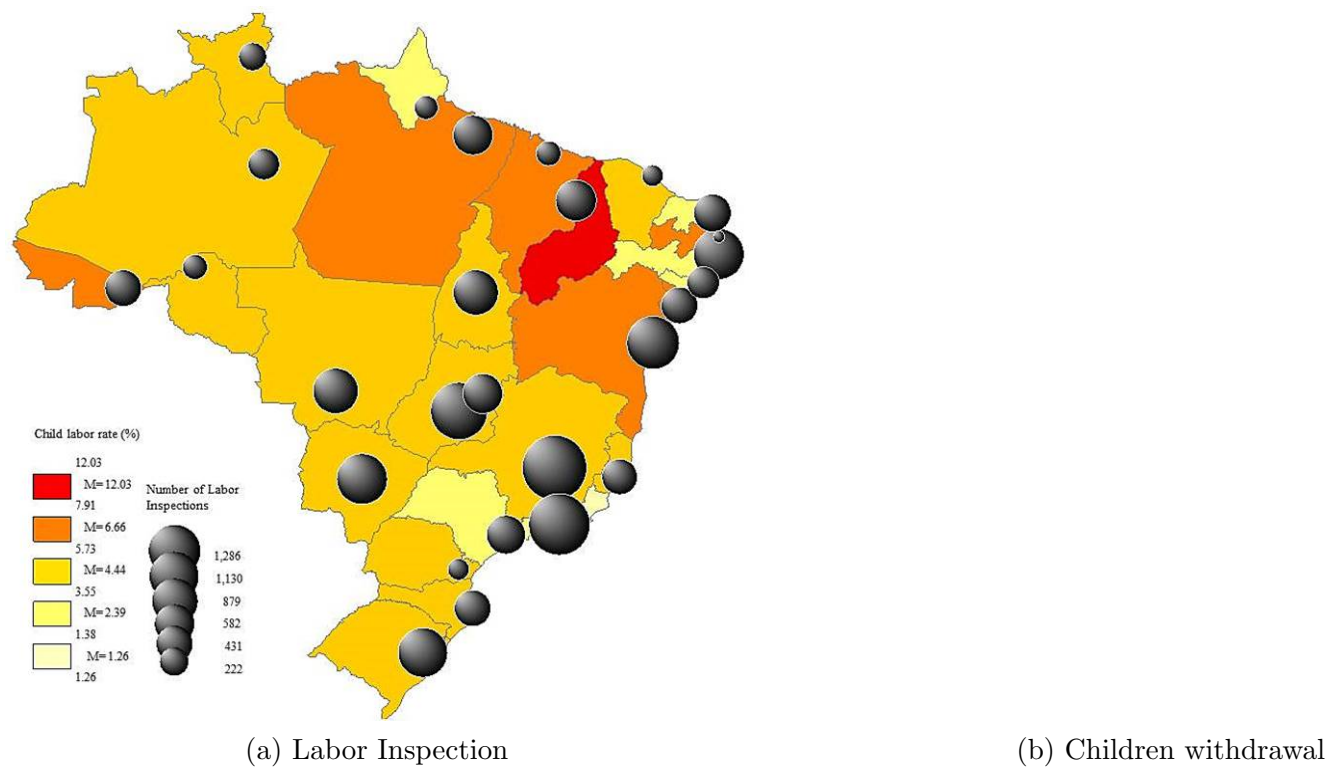 Child labor rate (%)
12.03
M=12.03
7.91
M=6.66
5.73
M=4.44
3.55
M=2.39
1.38
M=1.26
1.26
Number of Labor
Inspections
1,286
1,130
879
582
431
222
(a) Labor Inspection
(b) Children withdrawal